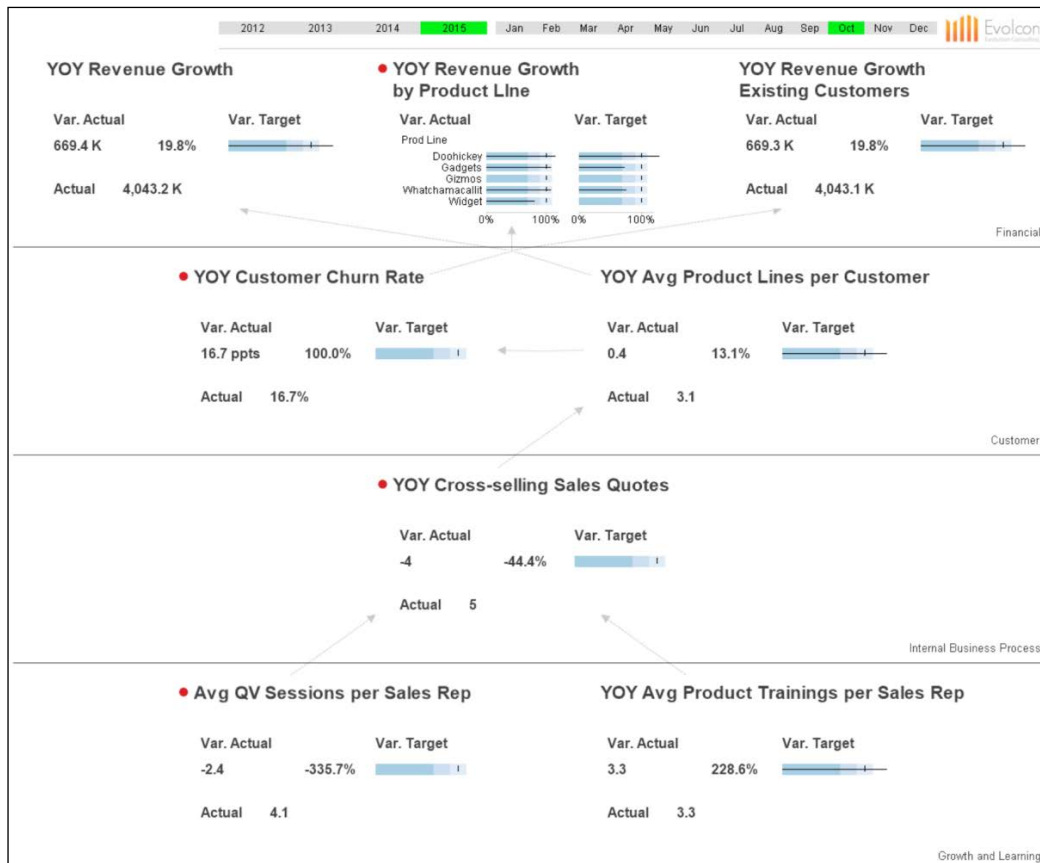 2012 2013 2014 2015 Jan Feb Mar Apr May Jun Jul Aug Sep Oct Nov Dec
Evolcon
YOY Revenue Growth
Var. Actual Var. Target
669.4 K 19.8%
Actual 4,043.2 K
YOY Revenue Growth
by Product LIne
Var. Actual Var. Target
Prod Line
Doohickey
Gadgets
Gizmos
Whatchamacallit
Widget
0% 100% 0% 100%
YOY Revenue Growth
Existing Customers
Var. Actual Var. Target
669.3 K 19.8%
Actual 4,043.1 K
Financial
YOY Customer Churn Rate
Var. Actual Var. Target
16.7 ppts 100.0%
Actual 16.7%
YOY Avg Product Lines per Customer
Var. Actual Var. Target
0.4 13.1%
Actual 3.1
Customer
YOY Cross-selling Sales Quotes
Var. Actual Var. Target
-4 -44.4%
Actual 5
Internal Business Process
Avg QV Sessions per Sales Rep
Var. Actual Var. Target
-2.4 -335.7%
Actual 4.1
YOY Avg Product Trainings per Sales Rep
Var. Actual Var. Target
3.3 228.6%
Actual 3.3
Growth and Learning